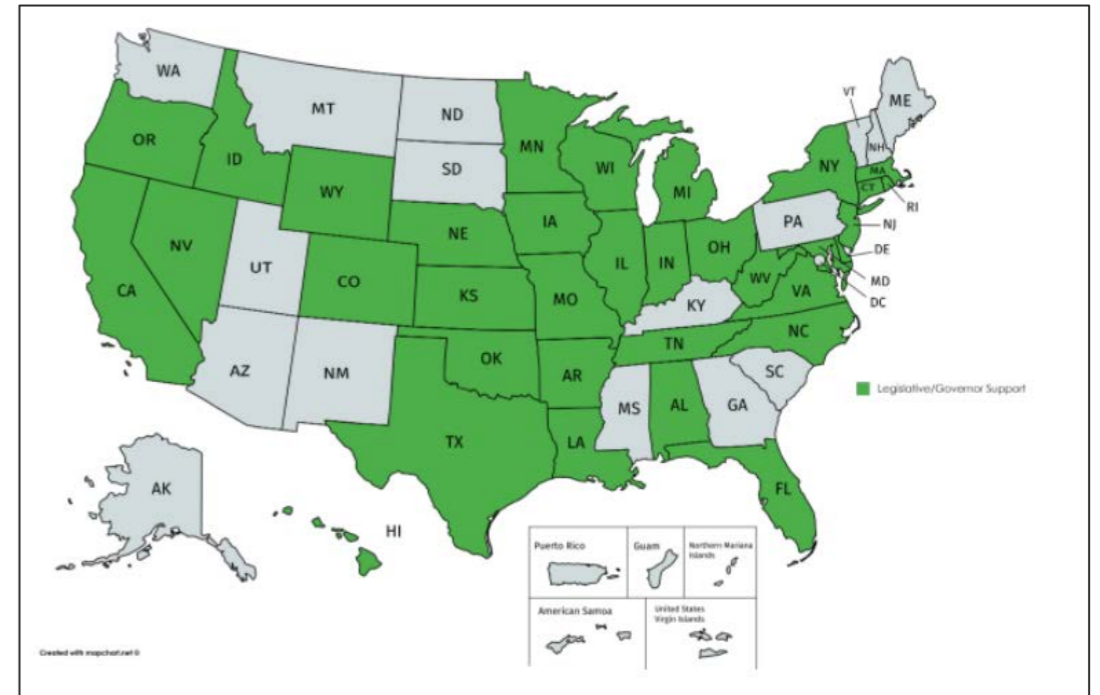 WA
MT
ND
SD
MN
OR
ID
WY
WI
MI
VT
ME
NH
NY
MA
CT
RI
NJ
PA
DE
MD
DC
NV
UT
CO
NE
IA
IL
IN
OH
WV
VA
CA
KS
MO
KY
NC
TN
SC
AZ
NM
OK
AR
MS
AL
GA
TX
LA
FL
Legislative/Governor Support
AK
HI
Puerto Rico
Guam
Northern Mariana
Islands
American Samoa
United States
Virgin Islands
Created with mapchart.net ©